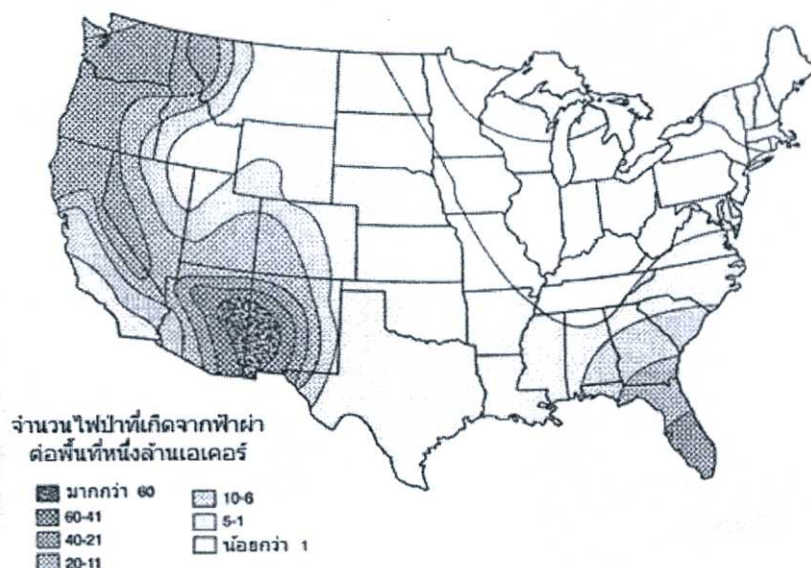 จำนวนไฟป่าที่เกิดจากฟ้าผ่า
ต่อพื้นที่หนึ่งล้านเอเคอร์
มากกว่า 60
60-41
40-21
20-11
10-6
5-1
น้อยกว่า 1